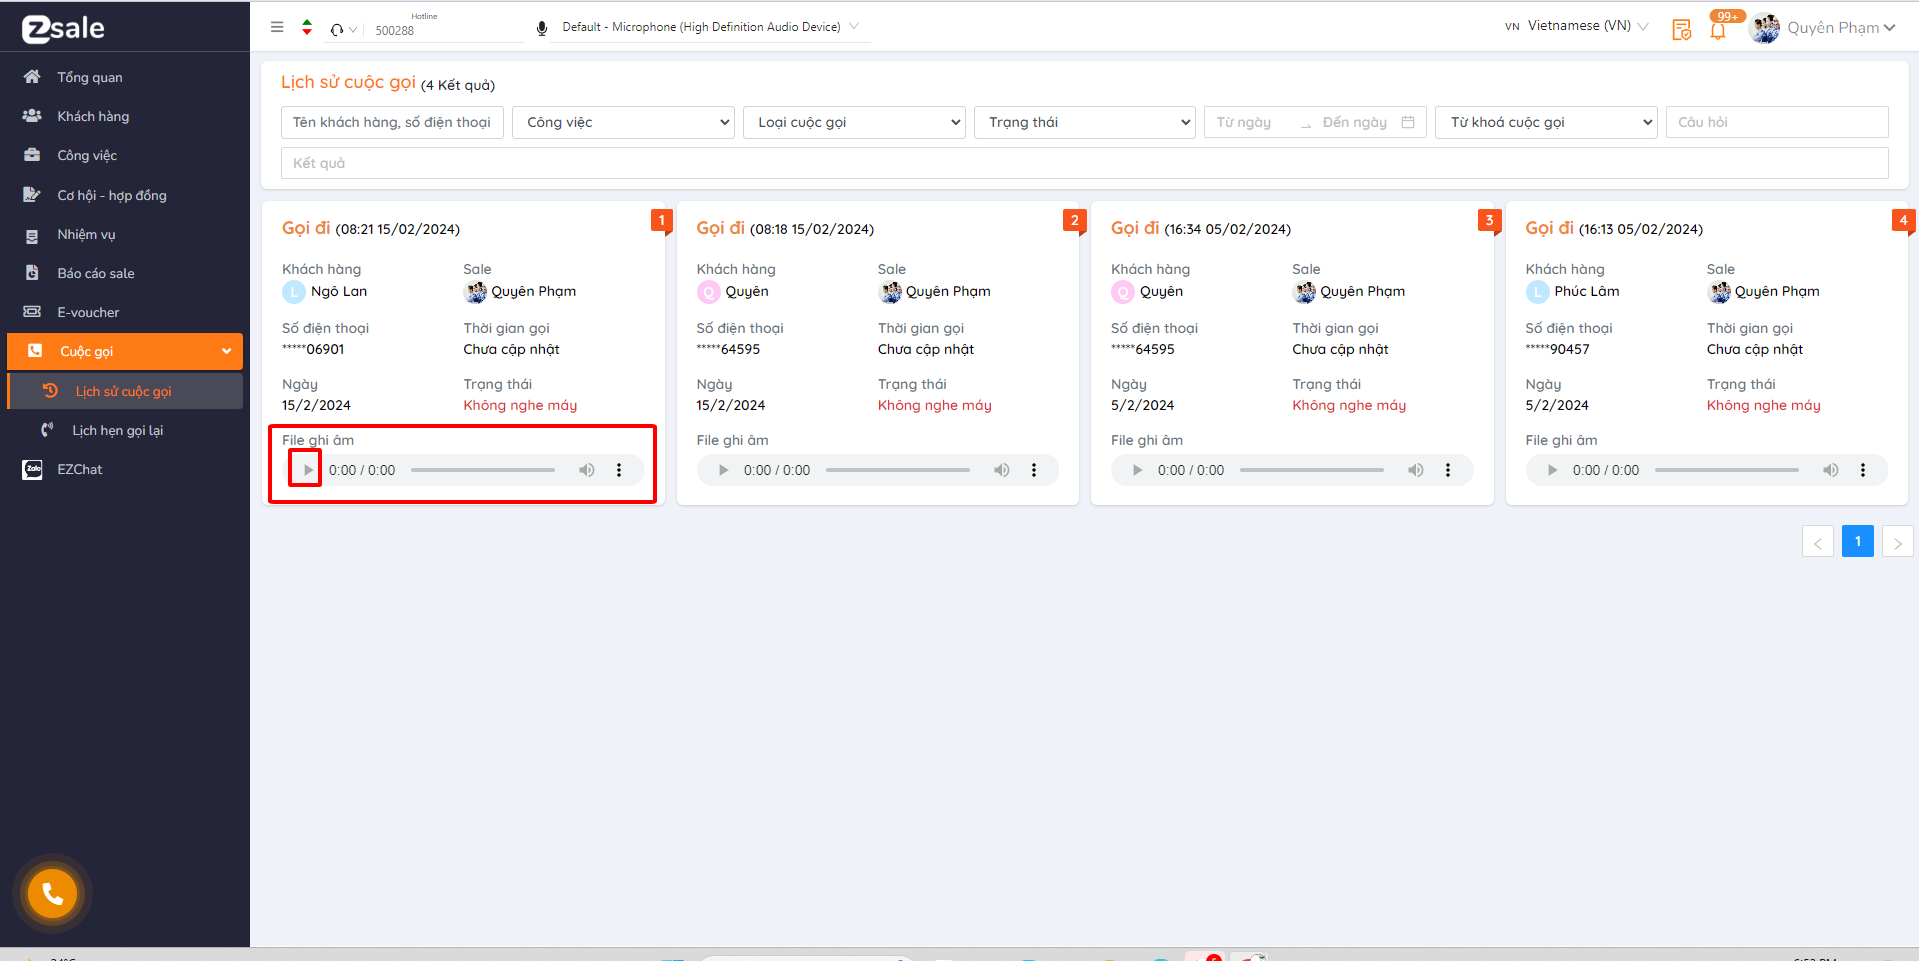 Zsale
Hotline
500288
Default - Microphone (High Definition Audio Device)
VN Vietnamese (VN)
99+
Quyên Phạm
Tổng quan
Khách hàng
Công việc
Cơ hội - hợp đồng
Nhiệm vụ
Báo cáo sale
E-voucher
Cuộc gọi
Lịch sử cuộc gọi
Lịch hẹn gọi lại
Zalo
EZChat
Lịch sử cuộc gọi (4 Kết quả)
Tên khách hàng, số điện thoại
Công việc
Loại cuộc gọi
Trạng thái
Từ ngày
Đến ngày
Từ khoá cuộc gọi
Câu hỏi
Kết quả
Gọi đi (08:21 15/02/2024)
1
Khách hàng
Sale
L Ngô Lan
Quyên Phạm
Số điện thoại
Thời gian gọi
*****06901
Chưa cập nhật
Ngày
Trạng thái
15/2/2024
Không nghe máy
File ghi âm
0:00 / 0:00
Gọi đi (08:18 15/02/2024)
2
Khách hàng
Sale
Q Quyên
Quyên Phạm
Số điện thoại
Thời gian gọi
*****64595
Chưa cập nhật
Ngày
Trạng thái
15/2/2024
Không nghe máy
File ghi âm
0:00 / 0:00
Gọi đi (16:34 05/02/2024)
3
Khách hàng
Sale
Q Quyên
Quyên Phạm
Số điện thoại
Thời gian gọi
*****64595
Chưa cập nhật
Ngày
Trạng thái
5/2/2024
Không nghe máy
File ghi âm
0:00 / 0:00
Gọi đi (16:13 05/02/2024)
4
Khách hàng
Sale
L Phúc Lâm
Quyên Phạm
Số điện thoại
Thời gian gọi
*****90457
Chưa cập nhật
Ngày
Trạng thái
5/2/2024
Không nghe máy
File ghi âm
0:00 / 0:00
< 1 >